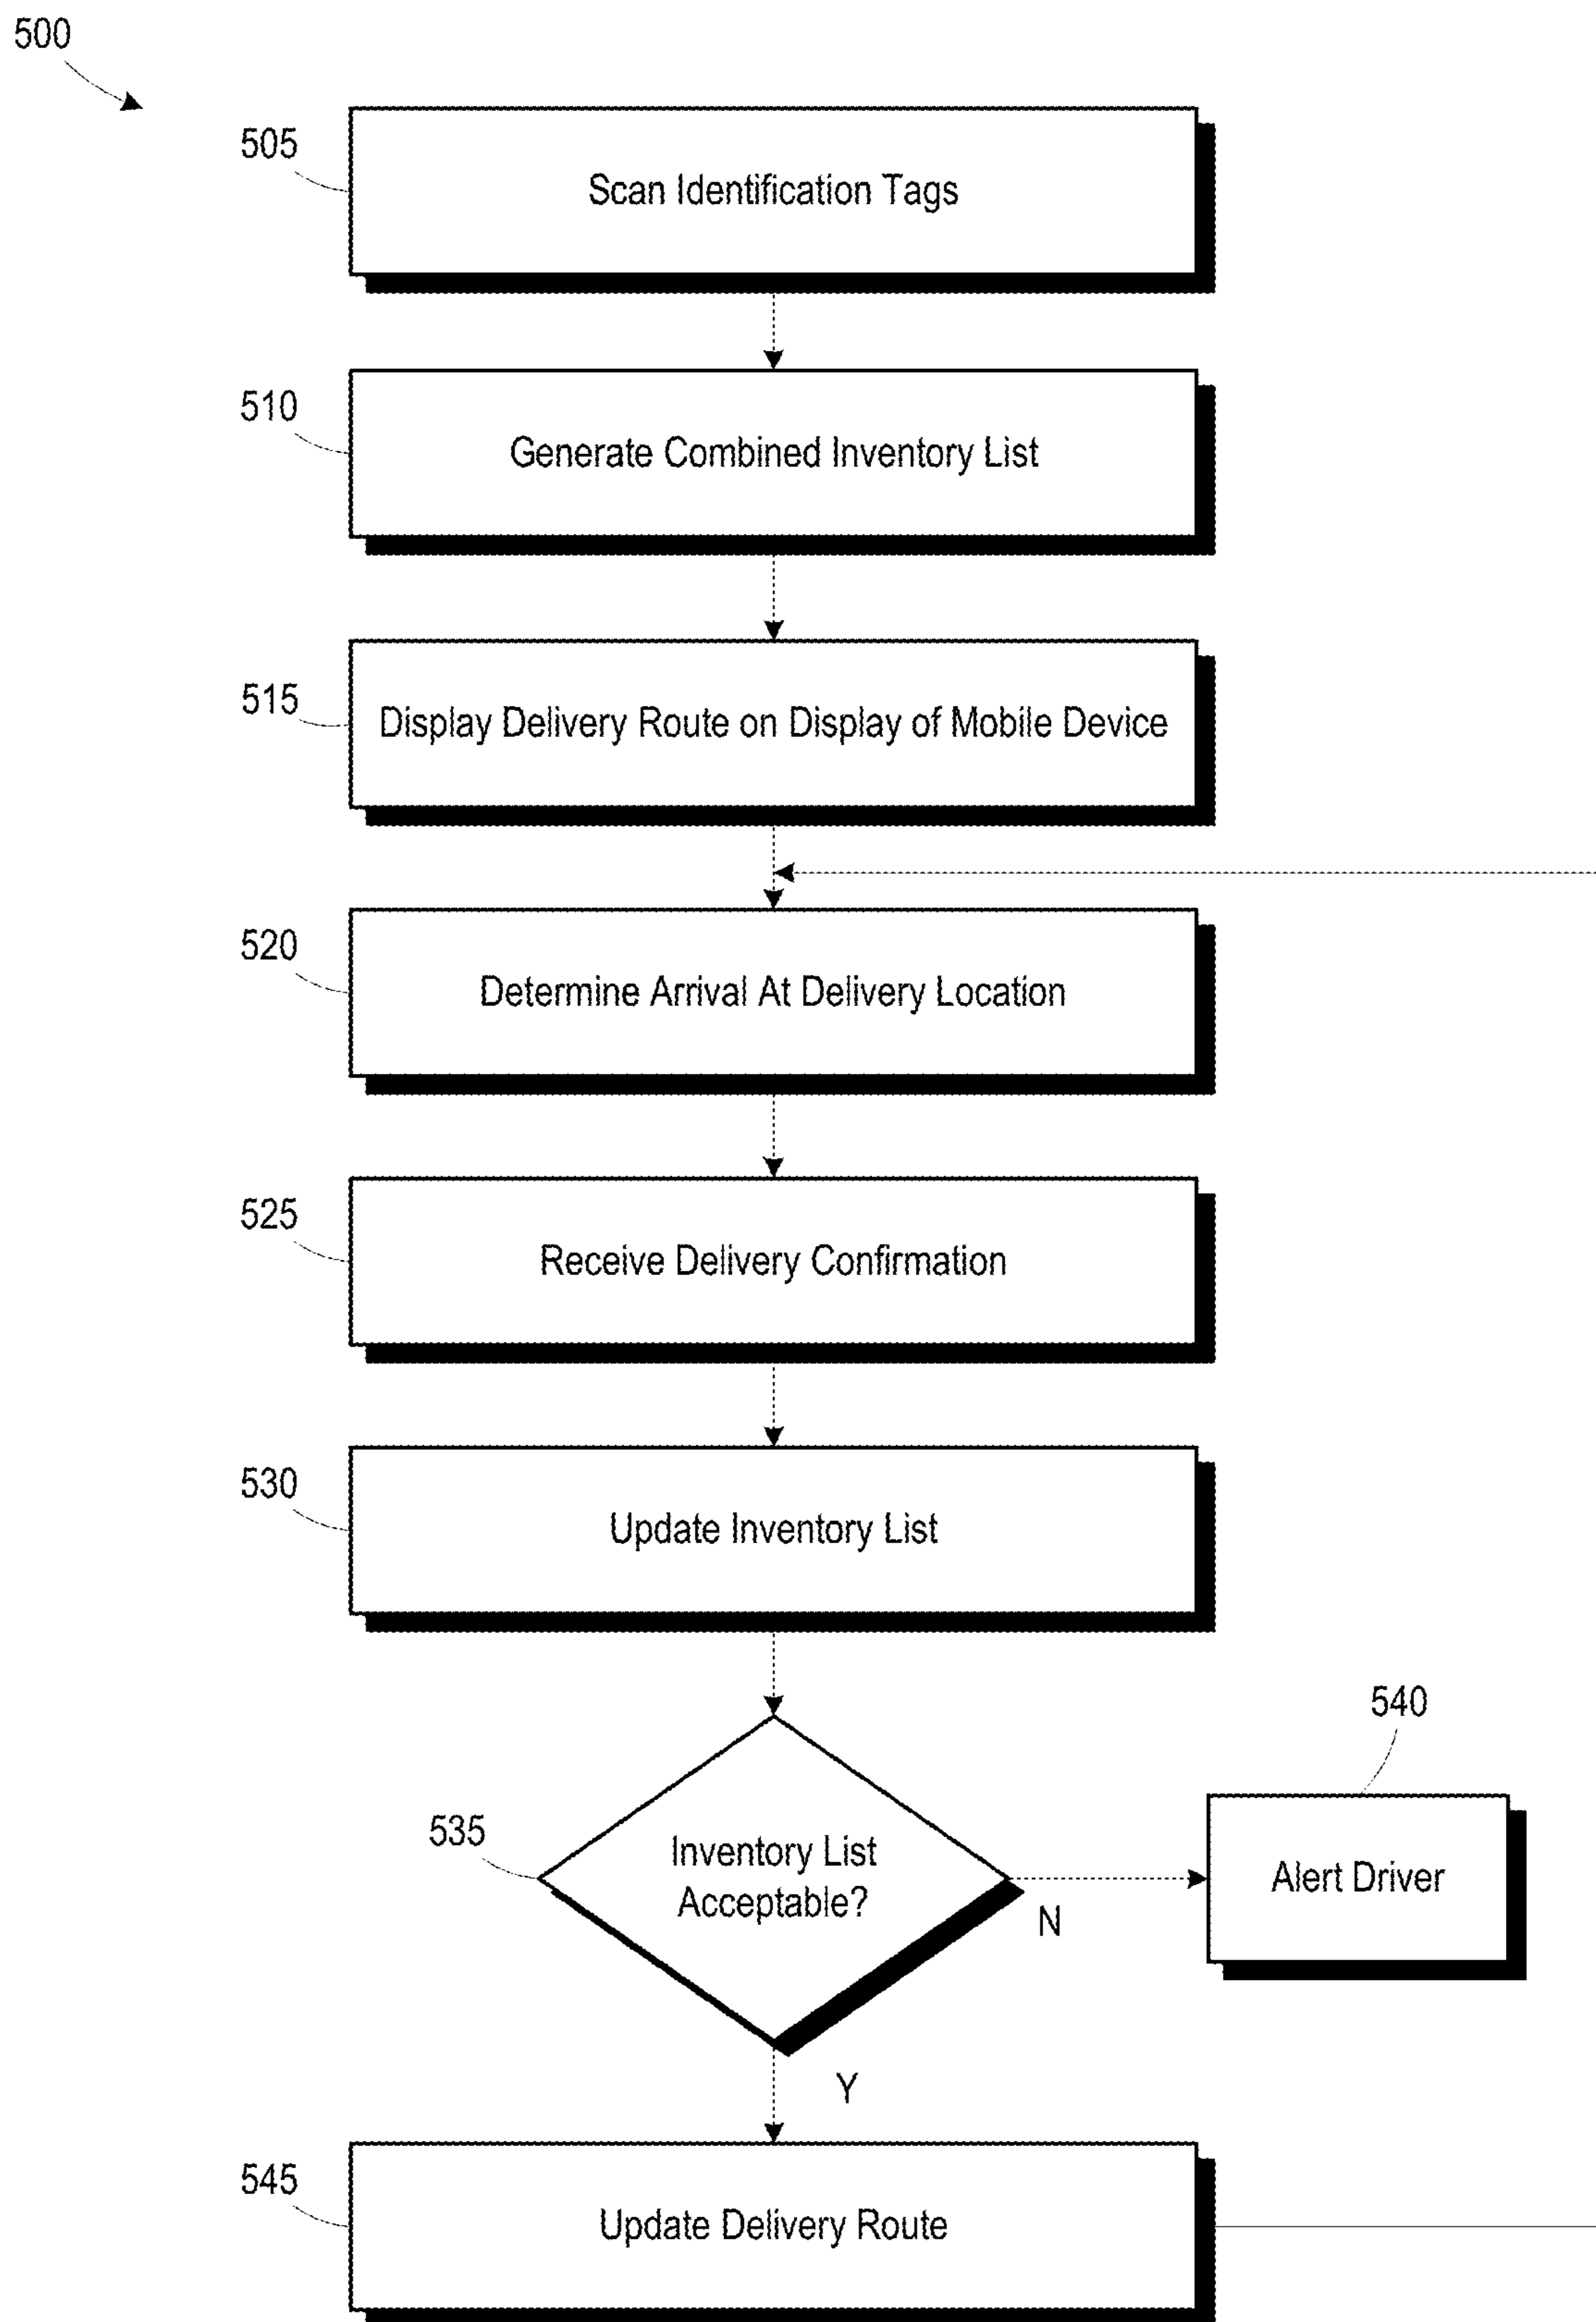 500
505
Scan Identification Tags
510
Generate Combined Inventory List
515
Display Delivery Route on Display of Mobile Device
520
Determine Arrival At Delivery Location
525
Receive Delivery Confirmation
530
Update Inventory List
540
535
Inventory List
Acceptable?
Alert Driver
N
Y
545
Update Delivery Route